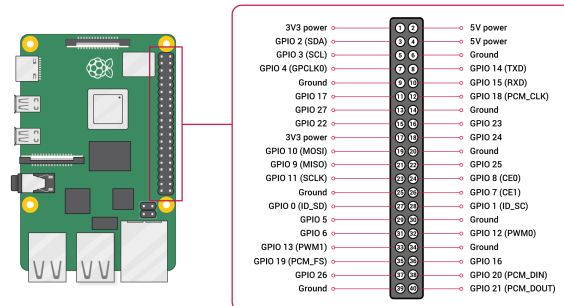 3V3 power 1 2 5V power
GPIO 2 (SDA) 3 4 5V power
GPIO 3 (SCL) 5 6 Ground
GPIO 4 (GPCLK0) 7 8 GPIO 14 (TXD)
Ground 9 10 GPIO 15 (RXD)
GPIO 17 11 12 GPIO 18 (PCM_CLK)
GPIO 27 13 14 Ground
GPIO 22 15 16 GPIO 23
3V3 power 17 18 GPIO 24
GPIO 10 (MOSI) 19 20 Ground
GPIO 9 (MISO) 21 22 GPIO 25
GPIO 11 (SCLK) 23 24 GPIO 8 (CE0)
Ground 25 26 GPIO 7 (CE1)
GPIO 0 (ID_SD) 27 28 GPIO 1 (ID_SC)
GPIO 5 29 30 Ground
GPIO 6 31 32 GPIO 12 (PWM0)
GPIO 13 (PWM1) 33 34 Ground
GPIO 19 (PCM_FS) 35 36 GPIO 16
GPIO 26 37 38 GPIO 20 (PCM_DIN)
Ground 39 40 GPIO 21 (PCM_DOUT)